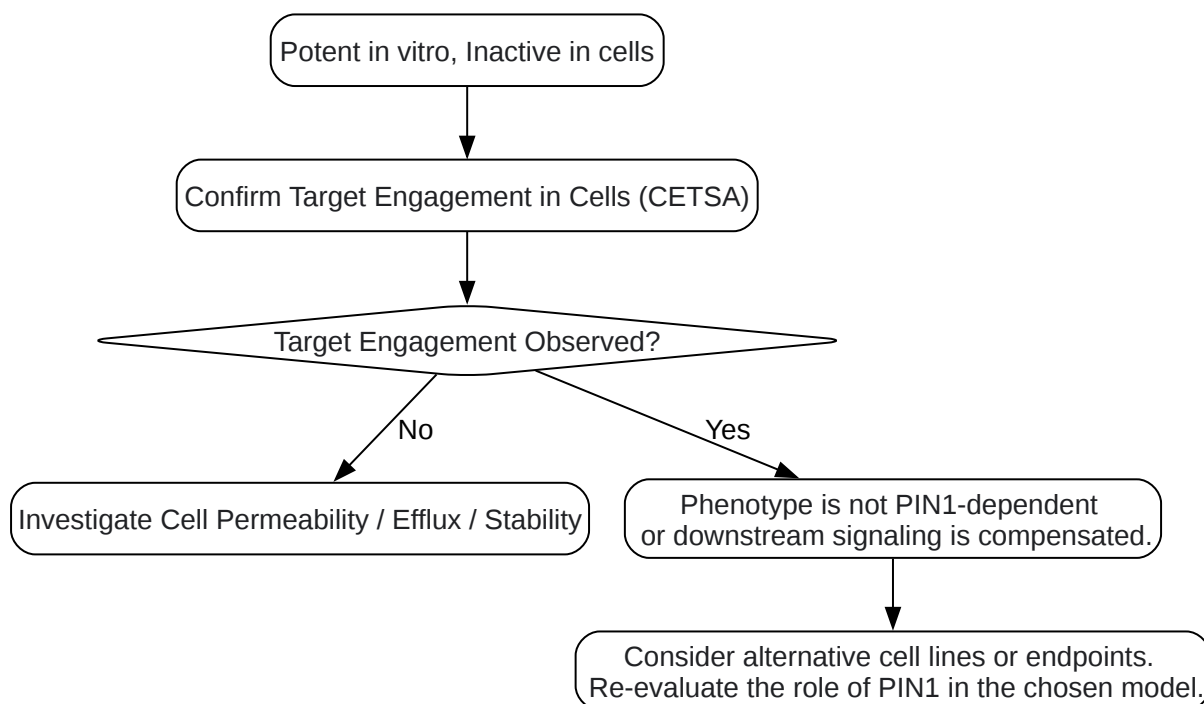 Potent in vitro, Inactive in cells
Confirm Target Engagement in Cells (CETSA)
Target Engagement Observed?
No
Yes
Investigate Cell Permeability / Efflux / Stability
Phenotype is not PIN1-dependent
or downstream signaling is compensated.
Consider alternative cell lines or endpoints.
Re-evaluate the role of PIN1 in the chosen model.